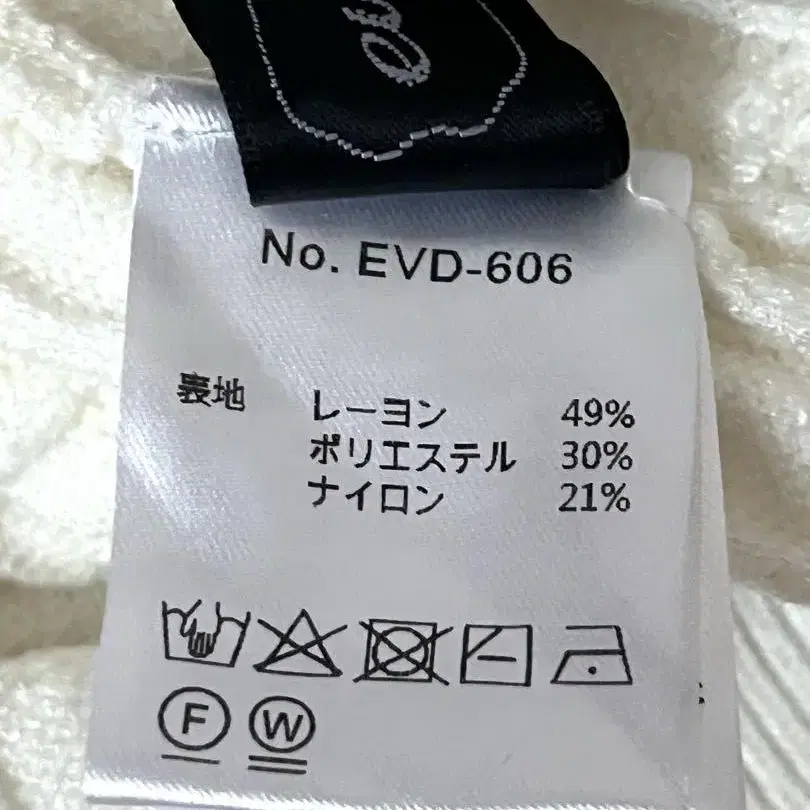 No. EVD-606
表地 レーヨン 49%
ポリエステル 30%
ナイロン 21%
F W